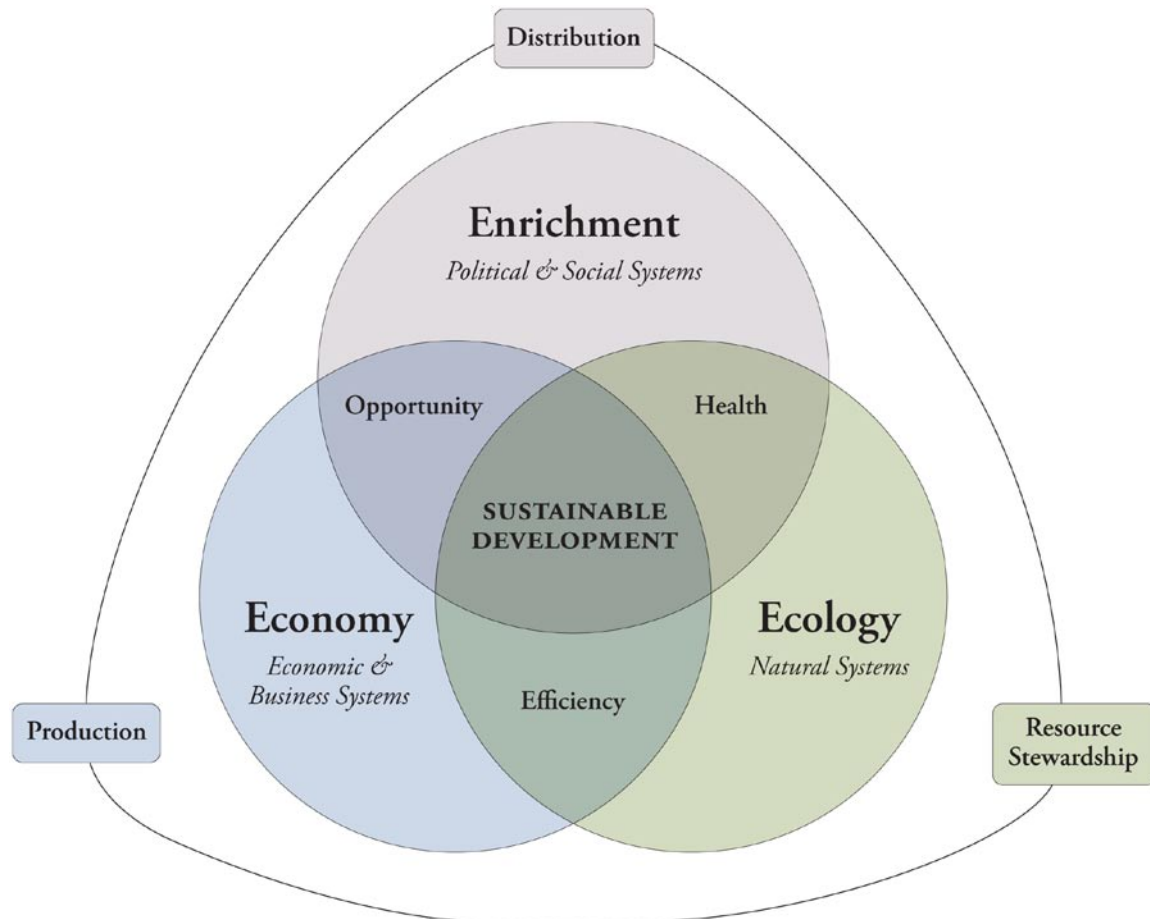 Distribution
Enrichment
Political & Social Systems
Opportunity
Health
SUSTAINABLE
DEVELOPMENT
Economy
Economic &
Business Systems
Ecology
Natural Systems
Efficiency
Production
Resource
Stewardship